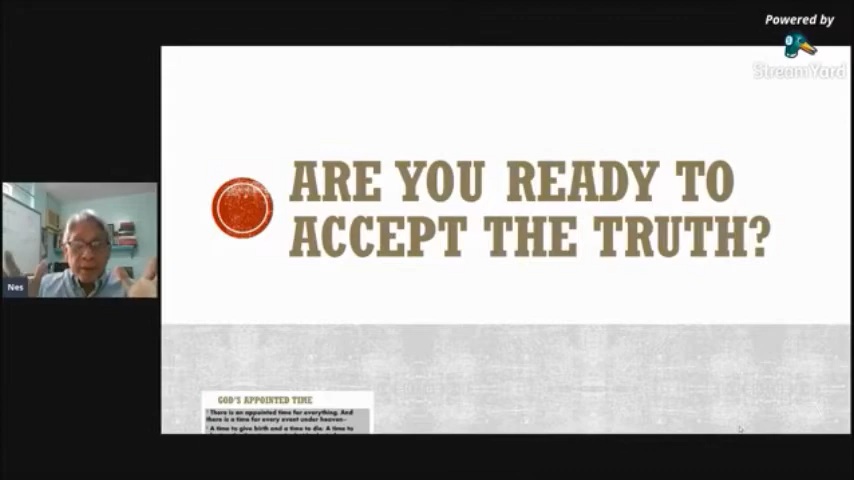 Powered by
StreamYard
ARE YOU READY TO
ACCEPT THE TRUTH?
Nes
GOD'S APPOINTED TIME
There is an appointed time for everything. And
there is a time for every event under heaven--
A time to give birth and a time to die; A time to